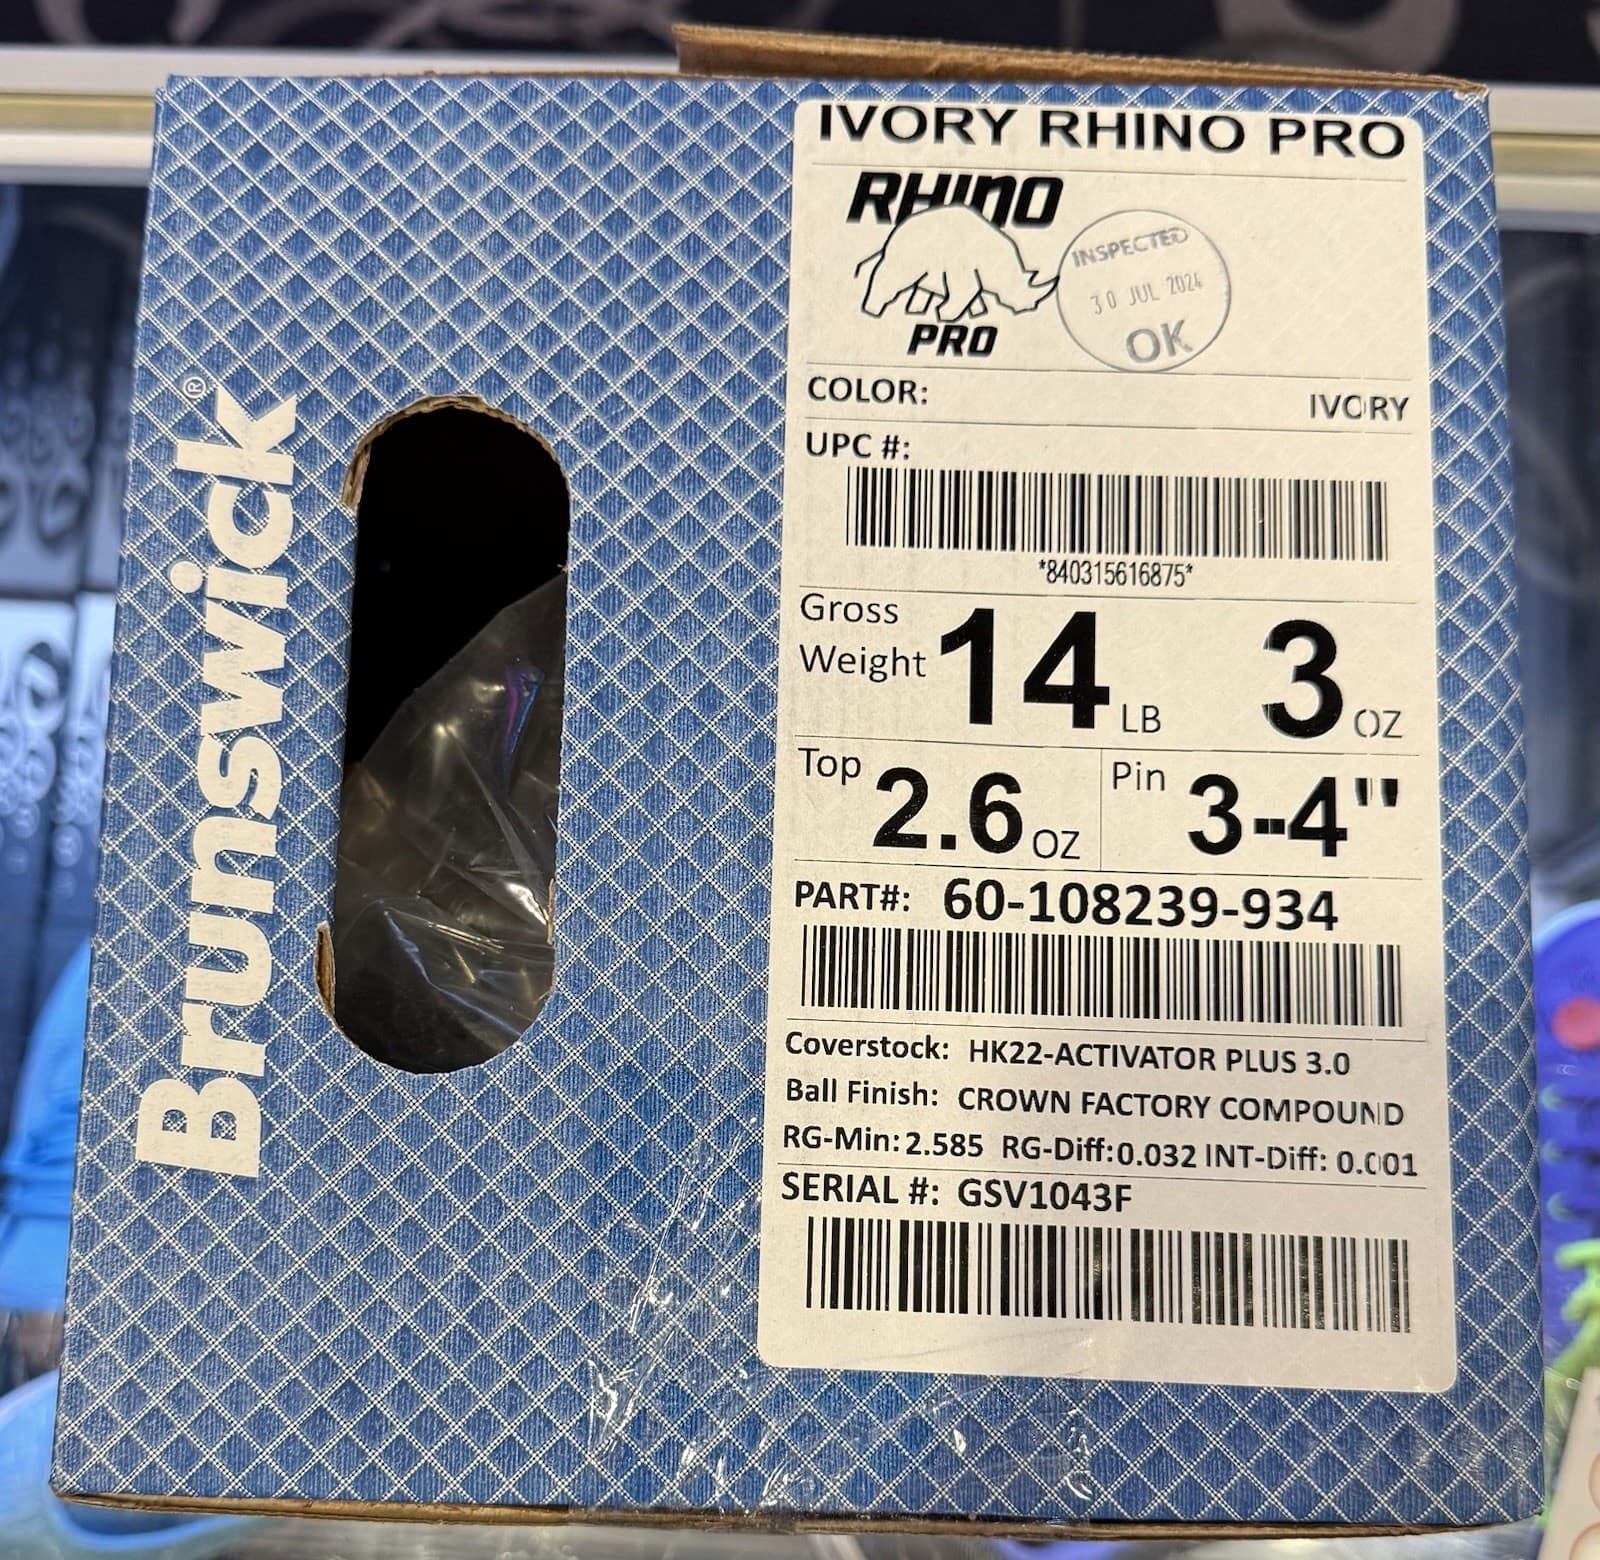 Brunswick®
IVORY RHINO PRO
RHINO
PRO
INSPECTED
30 JUL 2024
OK
COLOR: IVORY
UPC #:
*840315616875*
Gross Weight 14 LB 3 OZ
Top 2.6 OZ Pin 3-4"
PART#: 60-108239-934
Coverstock: HK22-ACTIVATOR PLUS 3.0
Ball Finish: CROWN FACTORY COMPOUND
RG-Min: 2.585 RG-Diff: 0.032 INT-Diff: 0.001
SERIAL #: GSV1043F